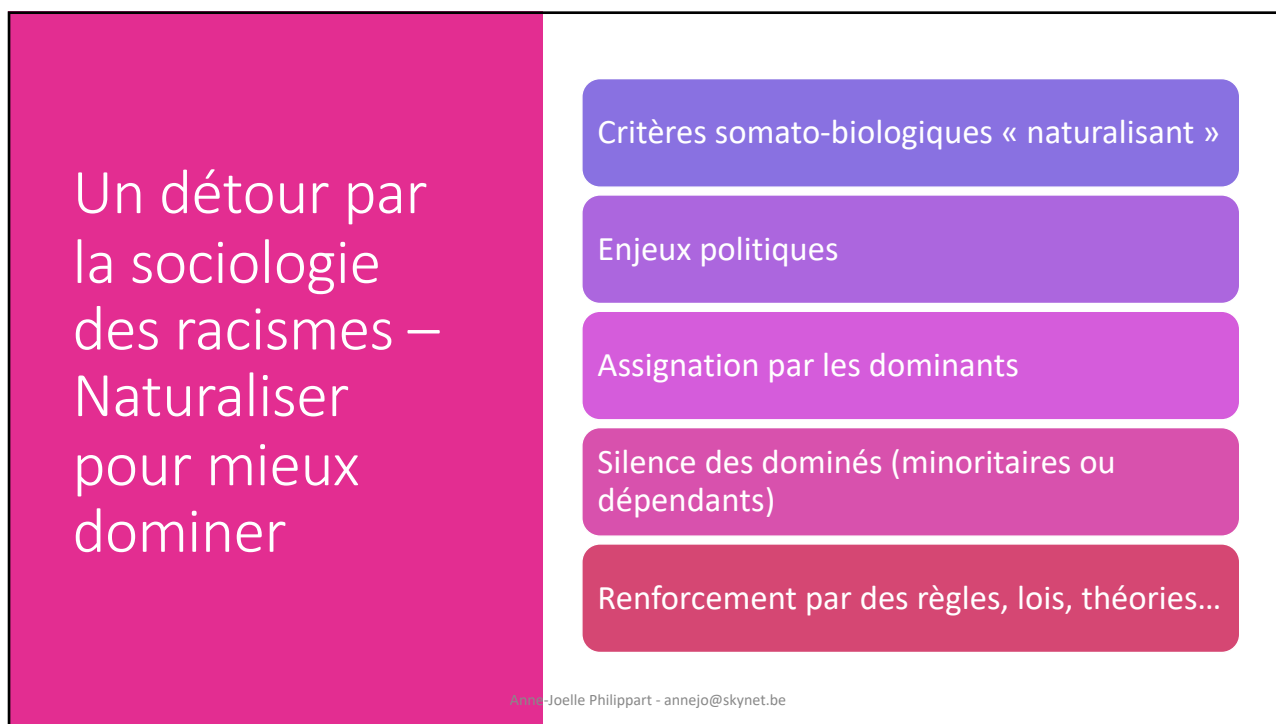 Un détour par
la sociologie
des racismes –
Naturaliser
pour mieux
dominer
Critères somato-biologiques « naturalisant »
Enjeux politiques
Assignation par les dominants
Silence des dominés (minoritaires ou
dépendants)
Renforcement par des règles, lois, théories…
Anne-Joelle Philippart - annejo@skynet.be